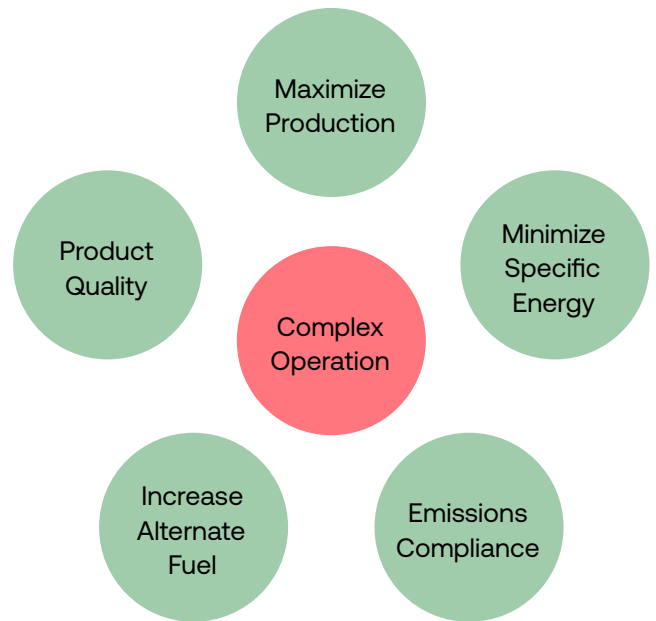 Maximize
Production
Product
Quality
Minimize
Specific
Energy
Complex
Operation
Increase
Alternate
Fuel
Emissions
Compliance